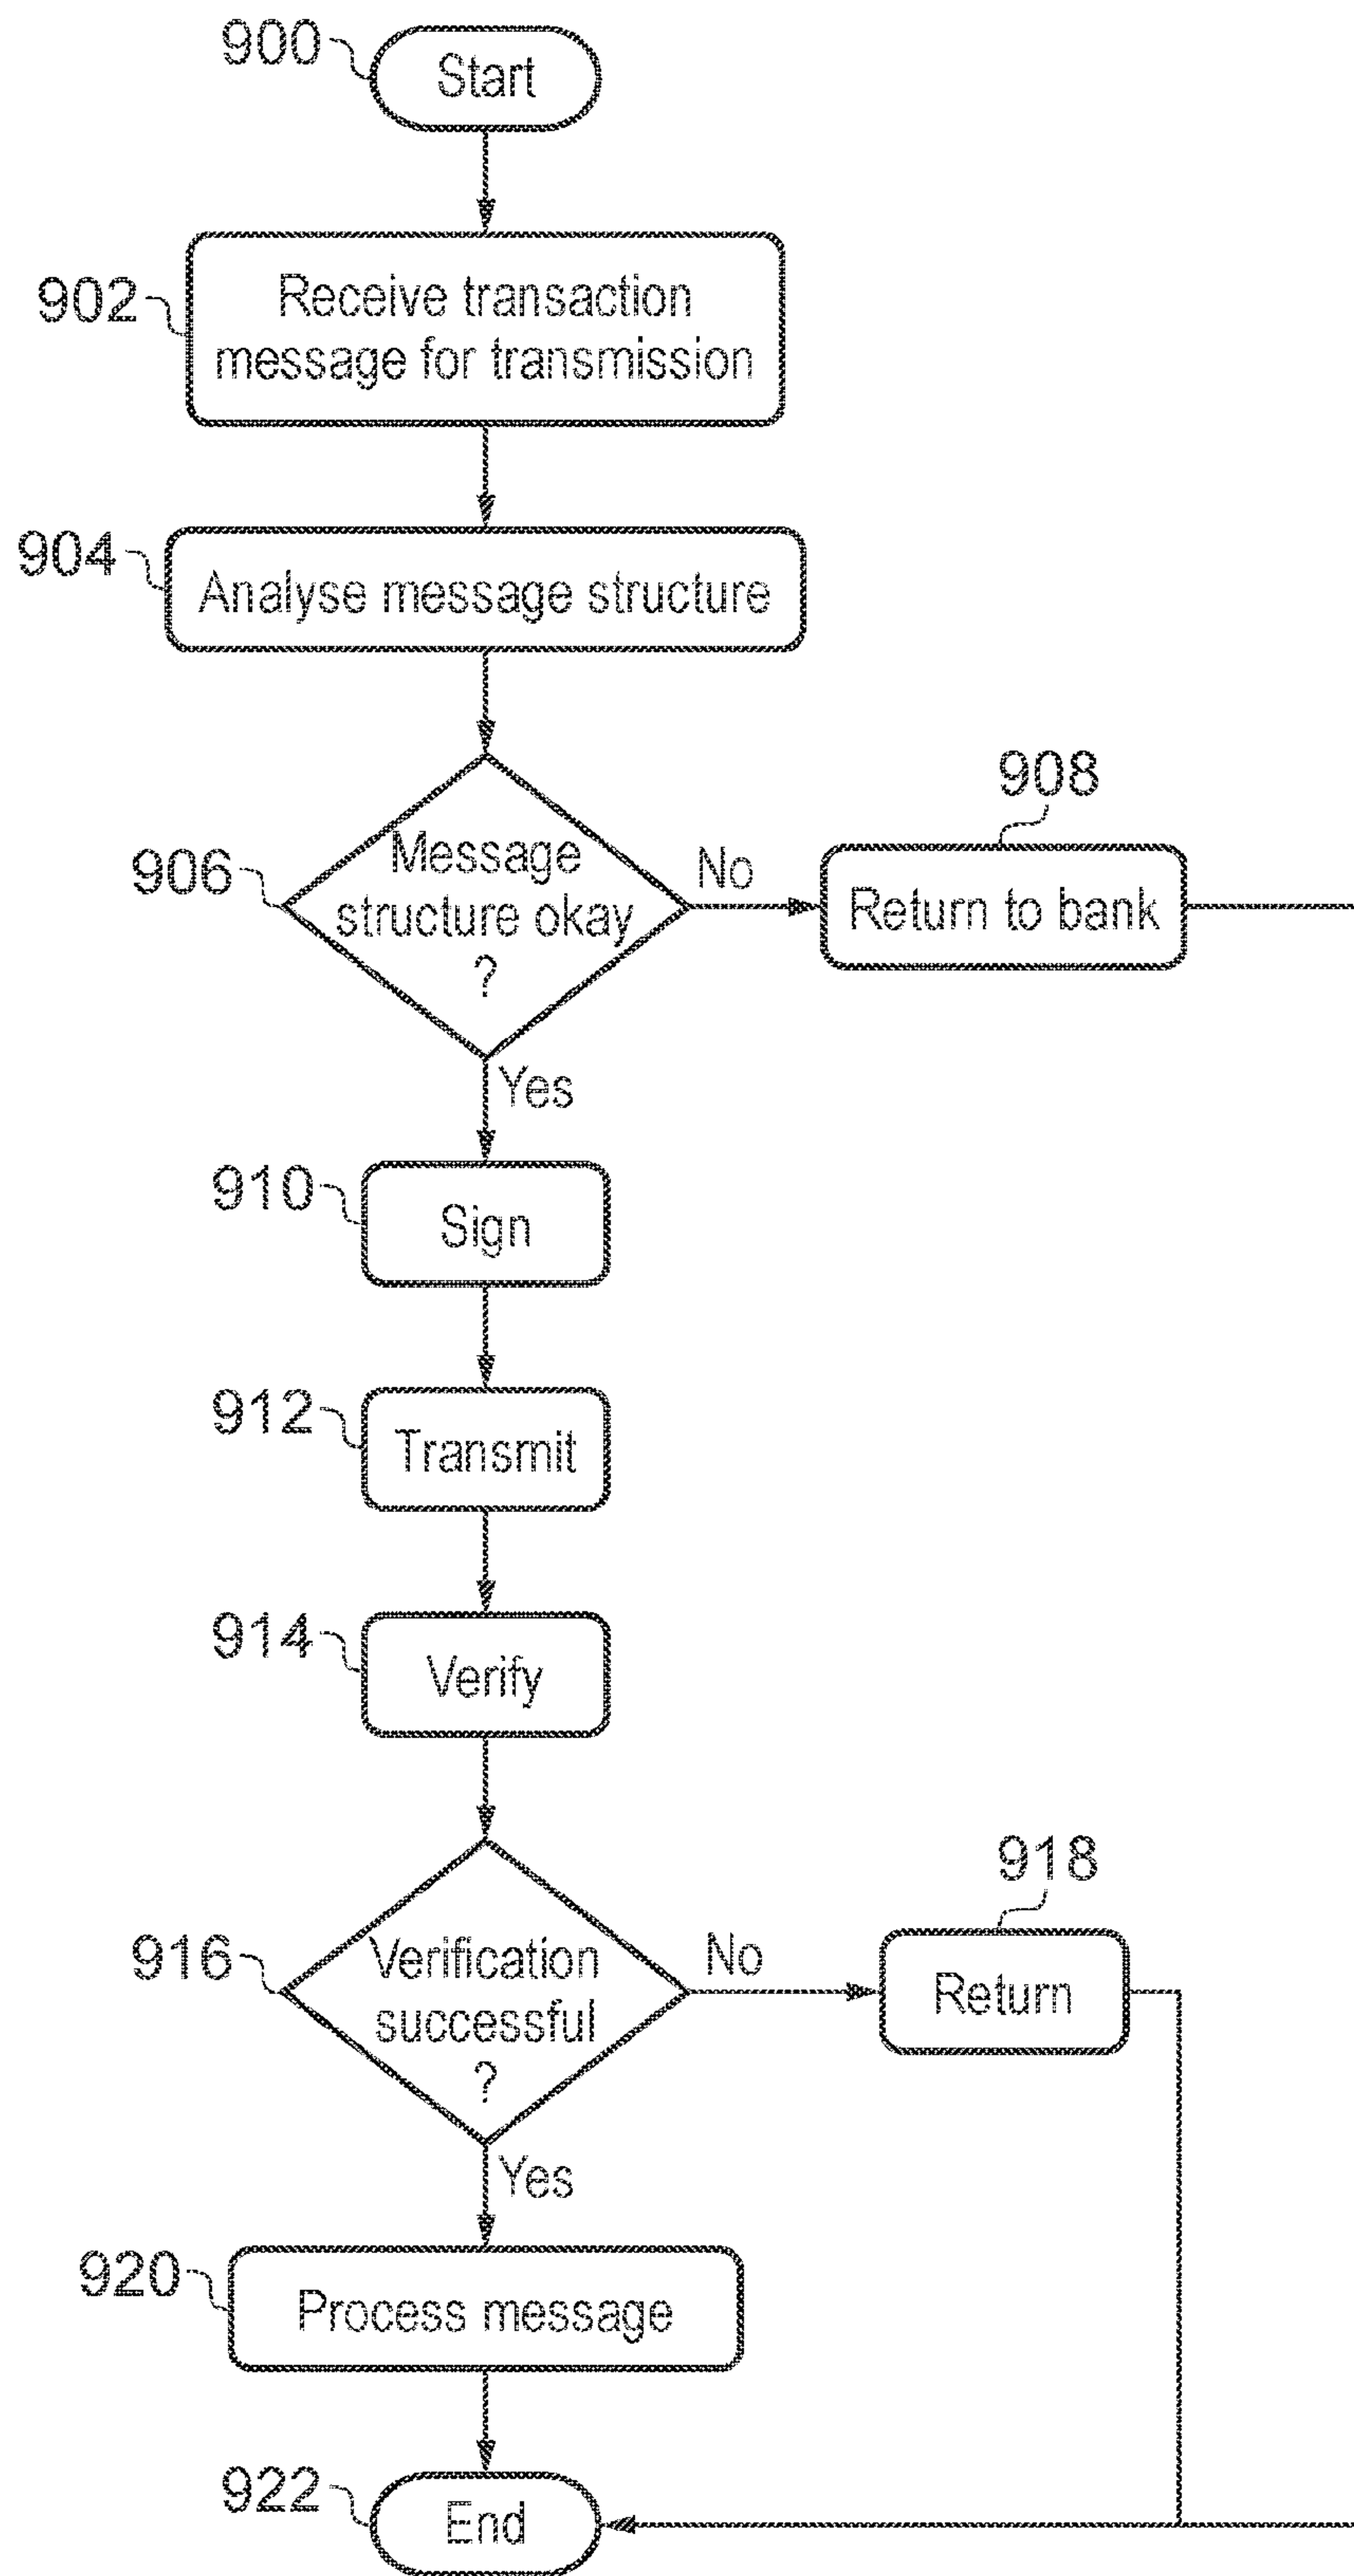 900
Start
902
Receive transaction
message for transmission
904
Analyse message structure
906
Message
structure okay
?
No
908
Return to bank
Yes
910
Sign
912
Transmit
914
Verify
916
Verification
successful
?
No
918
Return
Yes
920
Process message
922
End